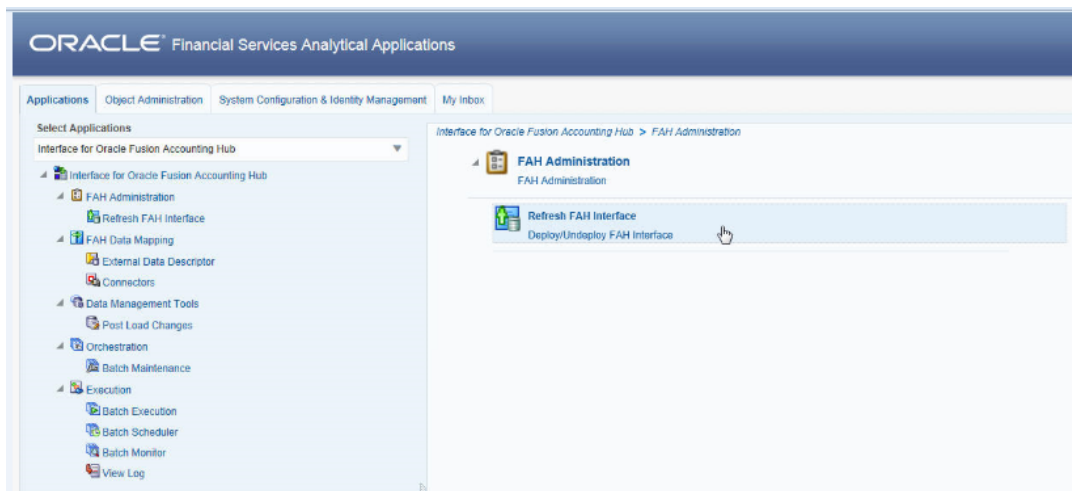 ORACLE® Financial Services Analytical Applications
Applications Object Administration System Configuration & Identity Management My Inbox
Select Applications
Interface for Oracle Fusion Accounting Hub
Interface for Oracle Fusion Accounting Hub
FAH Administration
Refresh FAH Interface
FAH Data Mapping
External Data Descriptor
Connectors
Data Management Tools
Post Load Changes
Orchestration
Batch Maintenance
Execution
Batch Execution
Batch Scheduler
Batch Monitor
View Log
Interface for Oracle Fusion Accounting Hub > FAH Administration
FAH Administration
FAH Administration
Refresh FAH Interface
Deploy/Undeploy FAH Interface